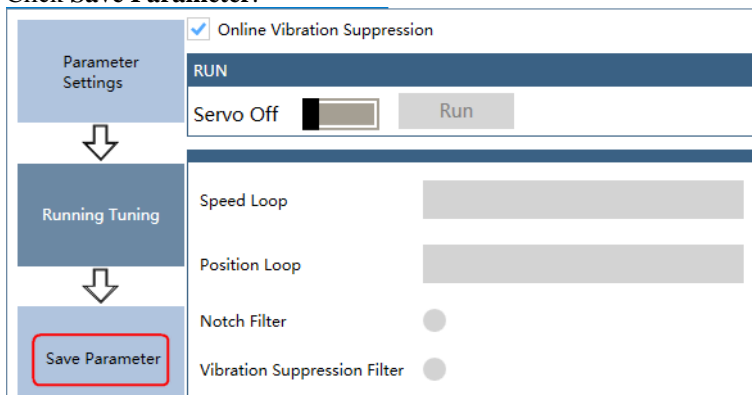 Click Save Parameter.
Online Vibration Suppression
Parameter
Settings
RUN
Servo Off
Run
Running Tuning
Speed Loop
Position Loop
Notch Filter
Save Parameter
Vibration Suppression Filter